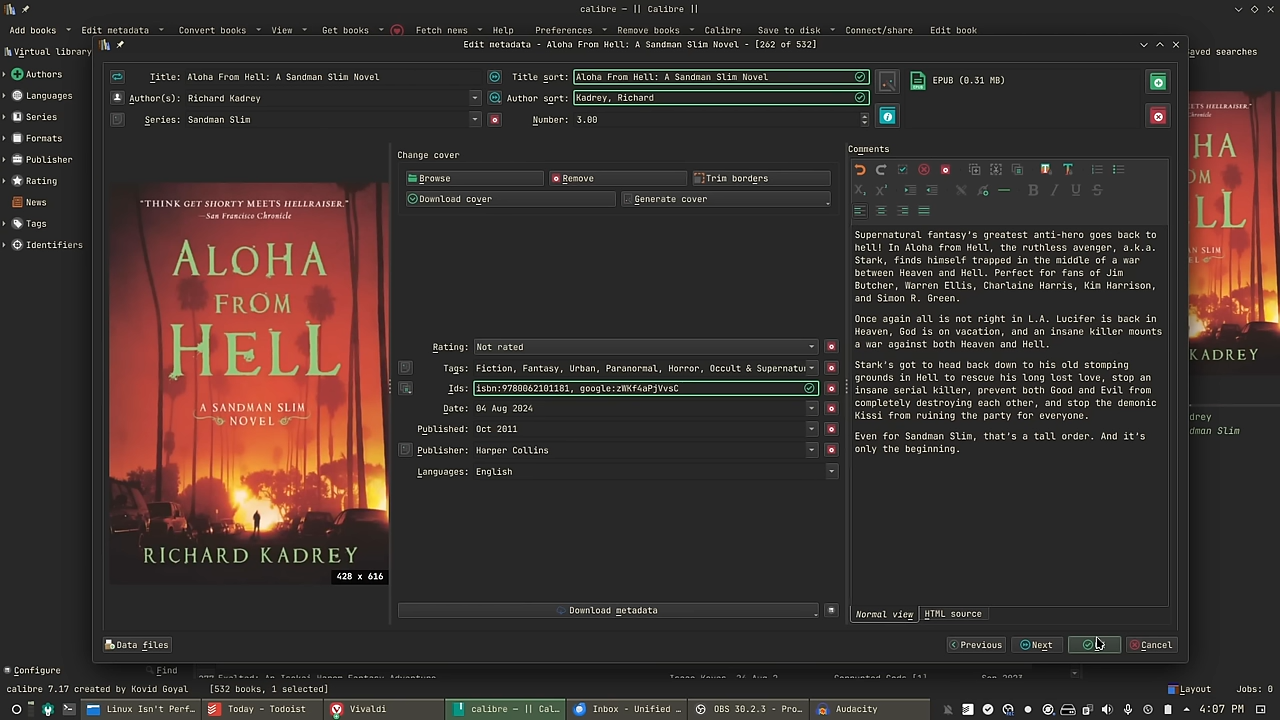 calibre - || Calibre ||
Add books Edit metadata Convert books View Get books Fetch news Help Preferences Remove books Calibre Save to disk Connect/share Edit book
Edit metadata - Aloha From Hell: A Sandman Slim Novel - [262 of 532]
Virtual library
Saved searches
Authors
Languages
Series
Formats
Publisher
Rating
News
Tags
Identifiers
Title: Aloha From Hell: A Sandman Slim Novel
Title sort: Aloha From Hell: A Sandman Slim Novel
EPUB (0.31 MB)
Author(s): Richard Kadrey
Author sort: Kadrey, Richard
Series: Sandman Slim
Number: 3.00
"THINK GET SHORTY MEETS HELLRAISER."
—San Francisco Chronicle
ALOHA
FROM
HELL
A SANDMAN SLIM
NOVEL
RICHARD KADREY
428 x 616
Change cover
Browse Remove Trim borders
Download cover Generate cover
Rating: Not rated
Tags: Fiction, Fantasy, Urban, Paranormal, Horror, Occult & Supernatu
Ids: isbn:9780062101181, google:zWKf4aPjVvsC
Date: 04 Aug 2024
Published: Oct 2011
Publisher: Harper Collins
Languages: English
Download metadata
Comments
Supernatural fantasy's greatest anti-hero goes back to
hell! In Aloha from Hell, the ruthless avenger, a.k.a.
Stark, finds himself trapped in the middle of a war
between Heaven and Hell. Perfect for fans of Jim
Butcher, Warren Ellis, Charlaine Harris, Kim Harrison,
and Simon R. Green.
Once again all is not right in L.A. Lucifer is back in
Heaven, God is on vacation, and an insane killer mounts
a war against both Heaven and Hell.
Stark's got to head back down to his old stomping
grounds in Hell to rescue his long lost love, stop an
insane serial killer, prevent both Good and Evil from
completely destroying each other, and stop the demonic
Kissi from ruining the party for everyone.
Even for Sandman Slim, that's a tall order. And it's
only the beginning.
Normal view HTML source
Data files
Previous Next Cancel
Configure Find
calibre 7.17 created by Kovid Goyal [532 books, 1 selected]
Layout Jobs: 0
Linux Isn't Perf… Today - Todoist Vivaldi calibre - || Cal… Inbox - Unified … OBS 30.2.3 - Pro… Audacity
4:07 PM